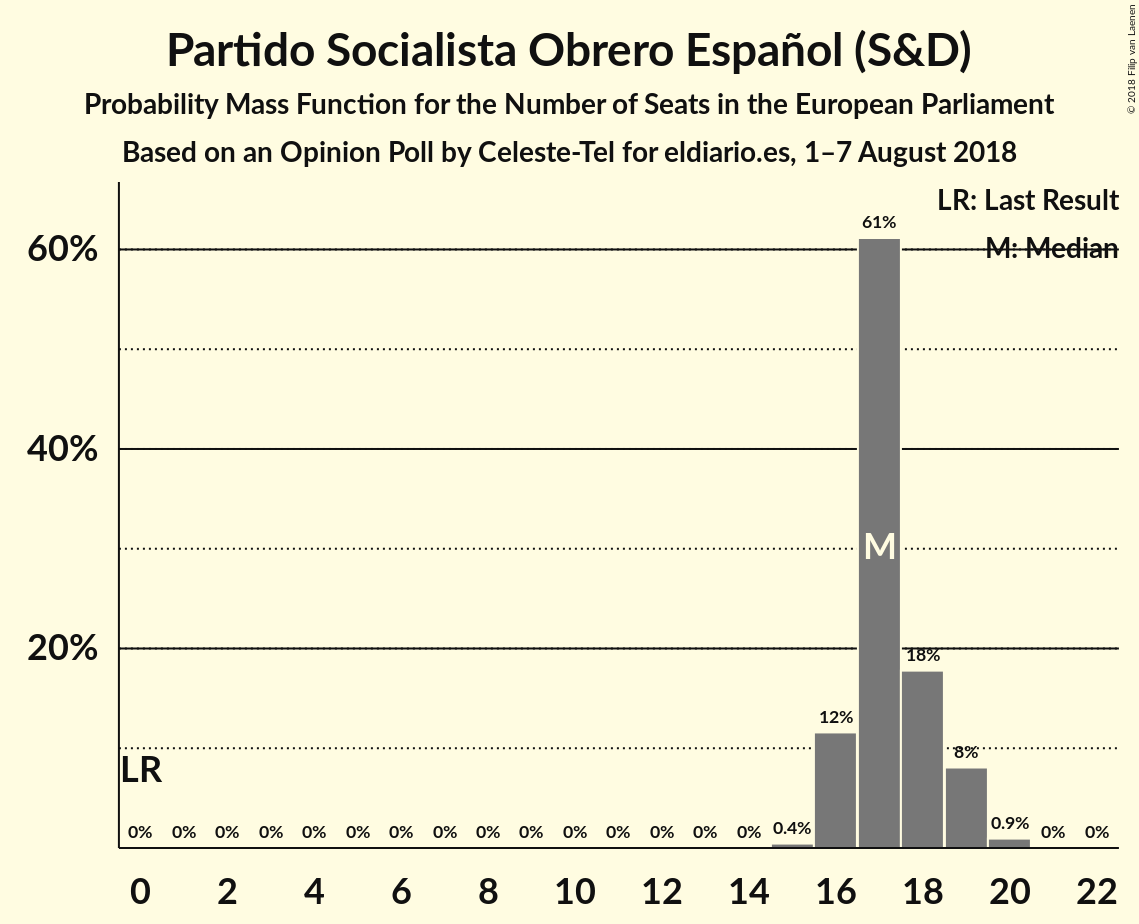 Partido Socialista Obrero Español (S&D)
Probability Mass Function for the Number of Seats in the European Parliament
Based on an Opinion Poll by Celeste-Tel for eldiario.es, 1–7 August 2018
© 2018 Filip van Laenen
LR: Last Result
M: Median
60%
40%
20%
61%
M
18%
12%
8%
LR
0% 0% 0% 0% 0% 0% 0% 0% 0% 0% 0% 0% 0% 0% 0% 0.4% 0.9% 0% 0%
0 2 4 6 8 10 12 14 16 18 20 22